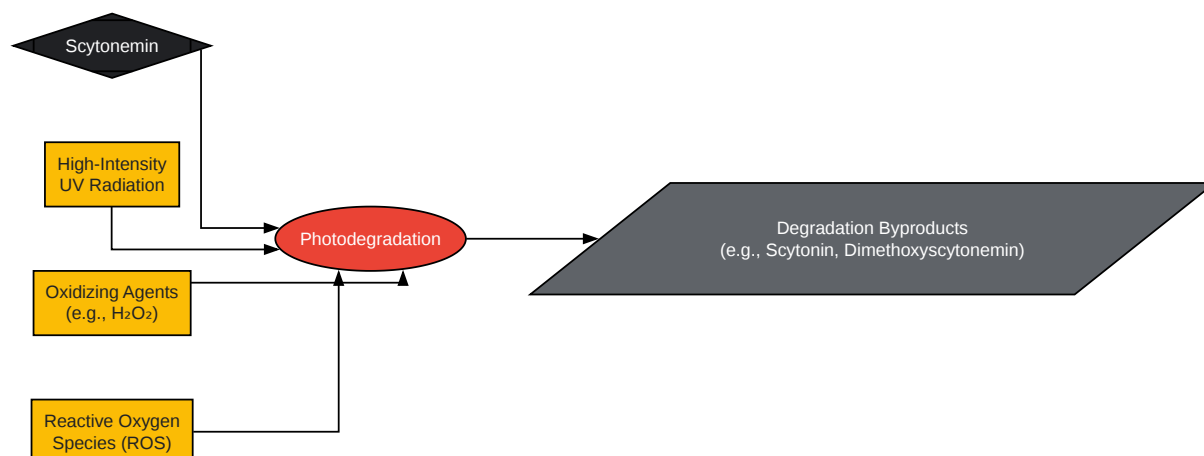 Scytonemin
High-Intensity
UV Radiation
Photodegradation
Degradation Byproducts
(e.g., Scytonin, Dimethoxyscytonemin)
Oxidizing Agents
(e.g., H₂O₂)
Reactive Oxygen
Species (ROS)